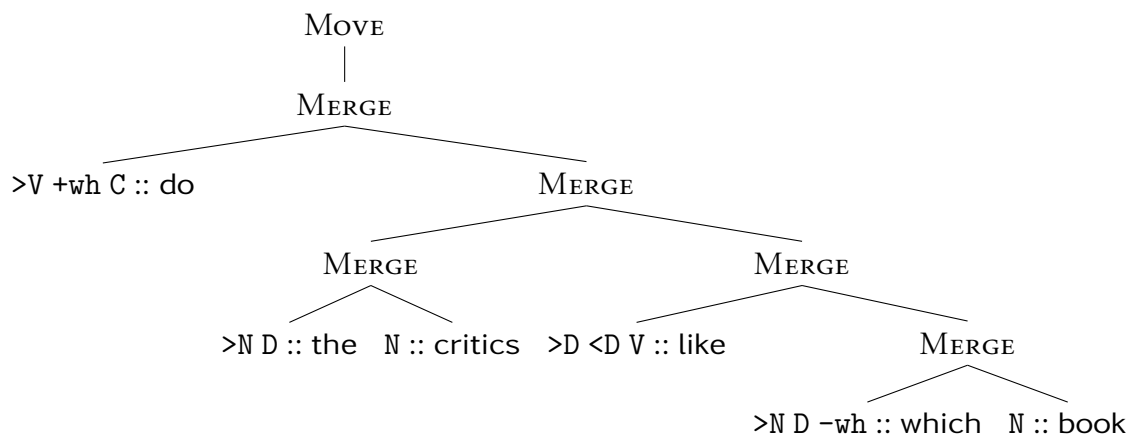 MOVE
MERGE
>V +wh C :: do MERGE
MERGE MERGE
>N D :: the N :: critics >D <D V :: like MERGE
>N D -wh :: which N :: book